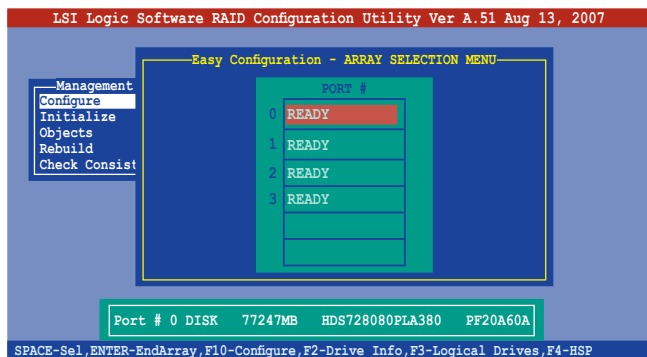 LSI Logic Software RAID Configuration Utility Ver A.51 Aug 13, 2007
Easy Configuration - ARRAY SELECTION MENU
Management
Configure
Initialize
Objects
Rebuild
Check Consist
PORT #
0 READY
1 READY
2 READY
3 READY
Port # 0 DISK 77247MB HDS728080PLA380 PF20A60A
SPACE-Sel,ENTER-EndArray,F10-Configure,F2-Drive Info,F3-Logical Drives,F4-HSP